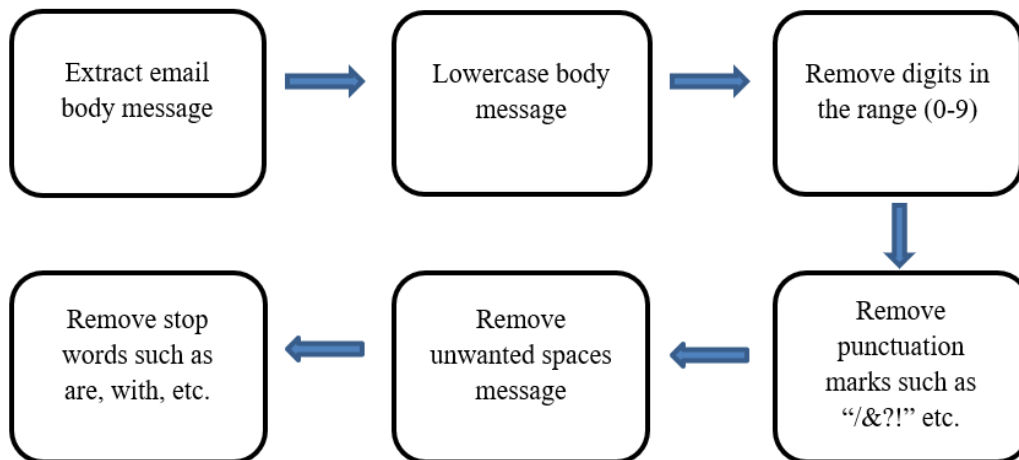 Extract email
body message
Lowercase body
message
Remove digits in
the range (0-9)
Remove
punctuation
marks such as
“/&?!” etc.
Remove
unwanted spaces
message
Remove stop
words such as
are, with, etc.